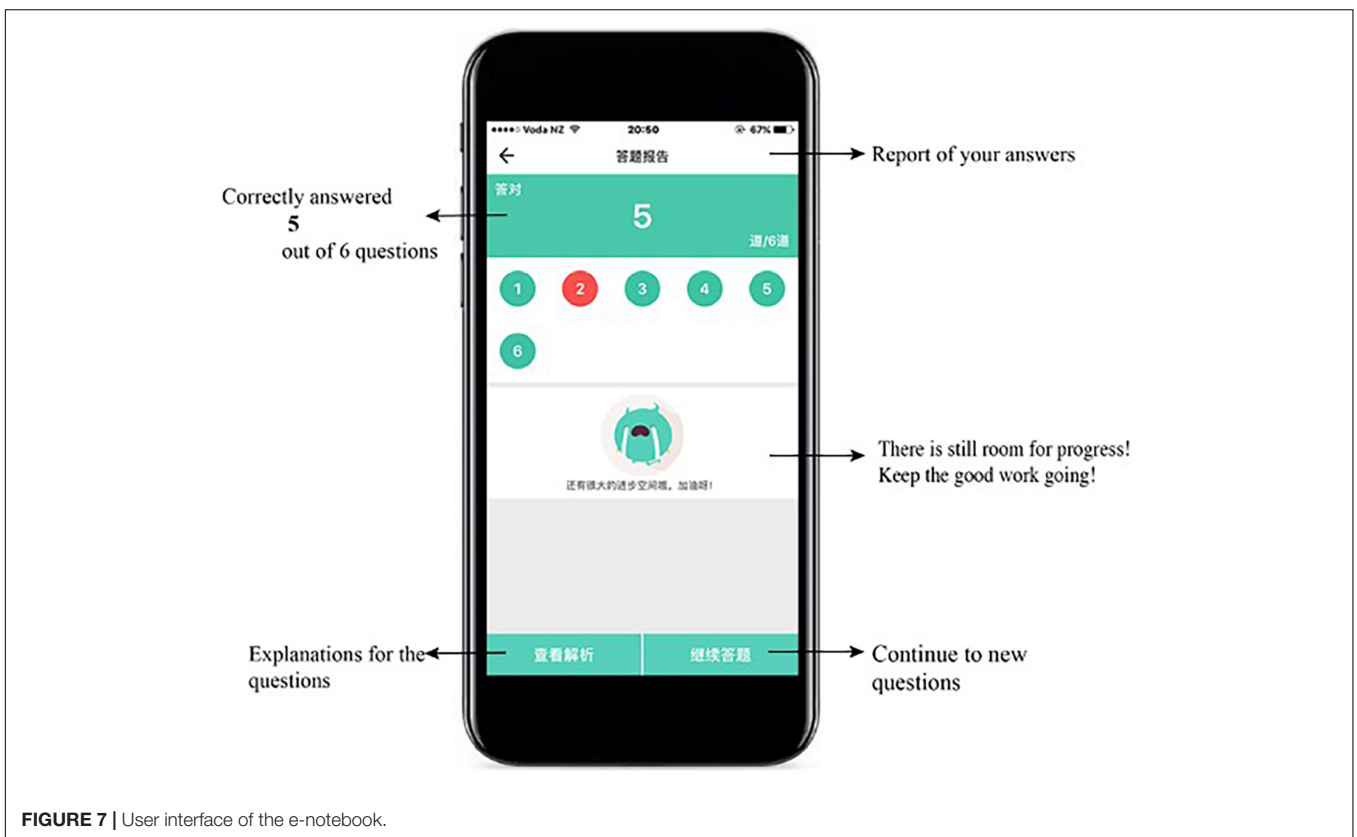 Voda NZ 20:50 67%
答题报告
Report of your answers
答对
5
道/6道
Correctly answered
5
out of 6 questions
1 2 3 4 5
6
还有很大的进步空间哦。加油呀!
There is still room for progress!
Keep the good work going!
查看解析 继续答题
Explanations for the
questions
Continue to new
questions
FIGURE 7 | User interface of the e-notebook.